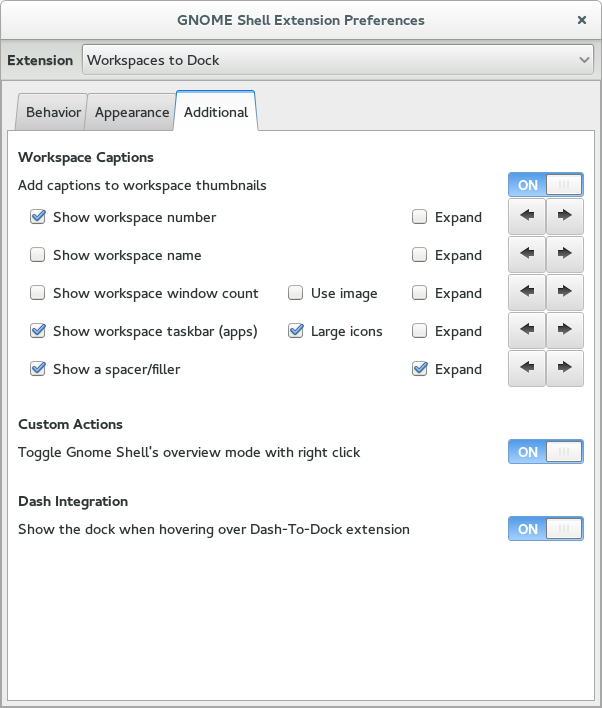 GNOME Shell Extension Preferences ×
Extension Workspaces to Dock
Behavior Appearance Additional
Workspace Captions
Add captions to workspace thumbnails ON
Show workspace number Expand
Show workspace name Expand
Show workspace window count Use image Expand
Show workspace taskbar (apps) Large icons Expand
Show a spacer/filler Expand
Custom Actions
Toggle Gnome Shell's overview mode with right click ON
Dash Integration
Show the dock when hovering over Dash-To-Dock extension ON